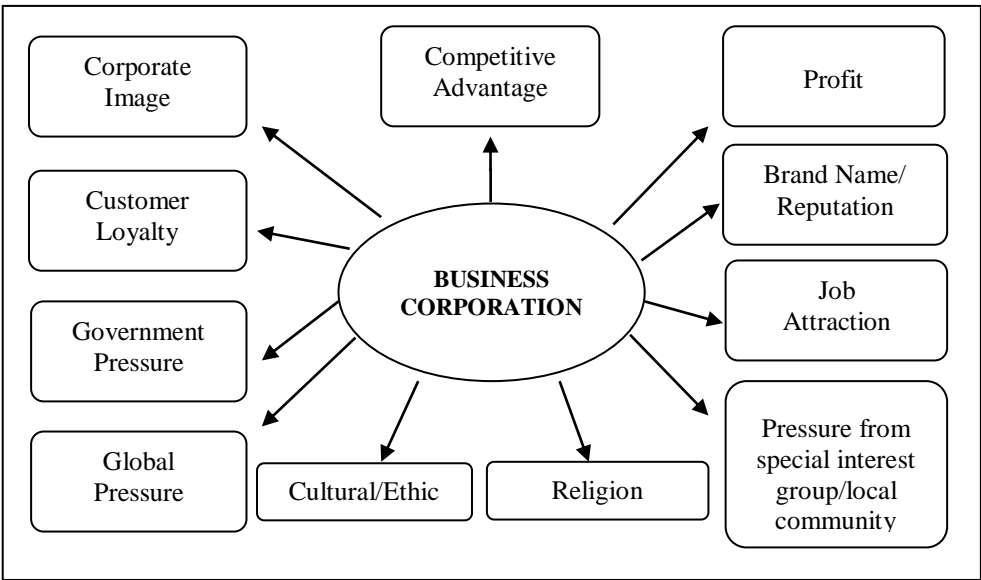 Corporate
Image
Competitive
Advantage
Profit
Customer
Loyalty
Brand Name/
Reputation
BUSINESS
CORPORATION
Government
Pressure
Job
Attraction
Global
Pressure
Cultural/Ethic
Religion
Pressure from
special interest
group/local
community